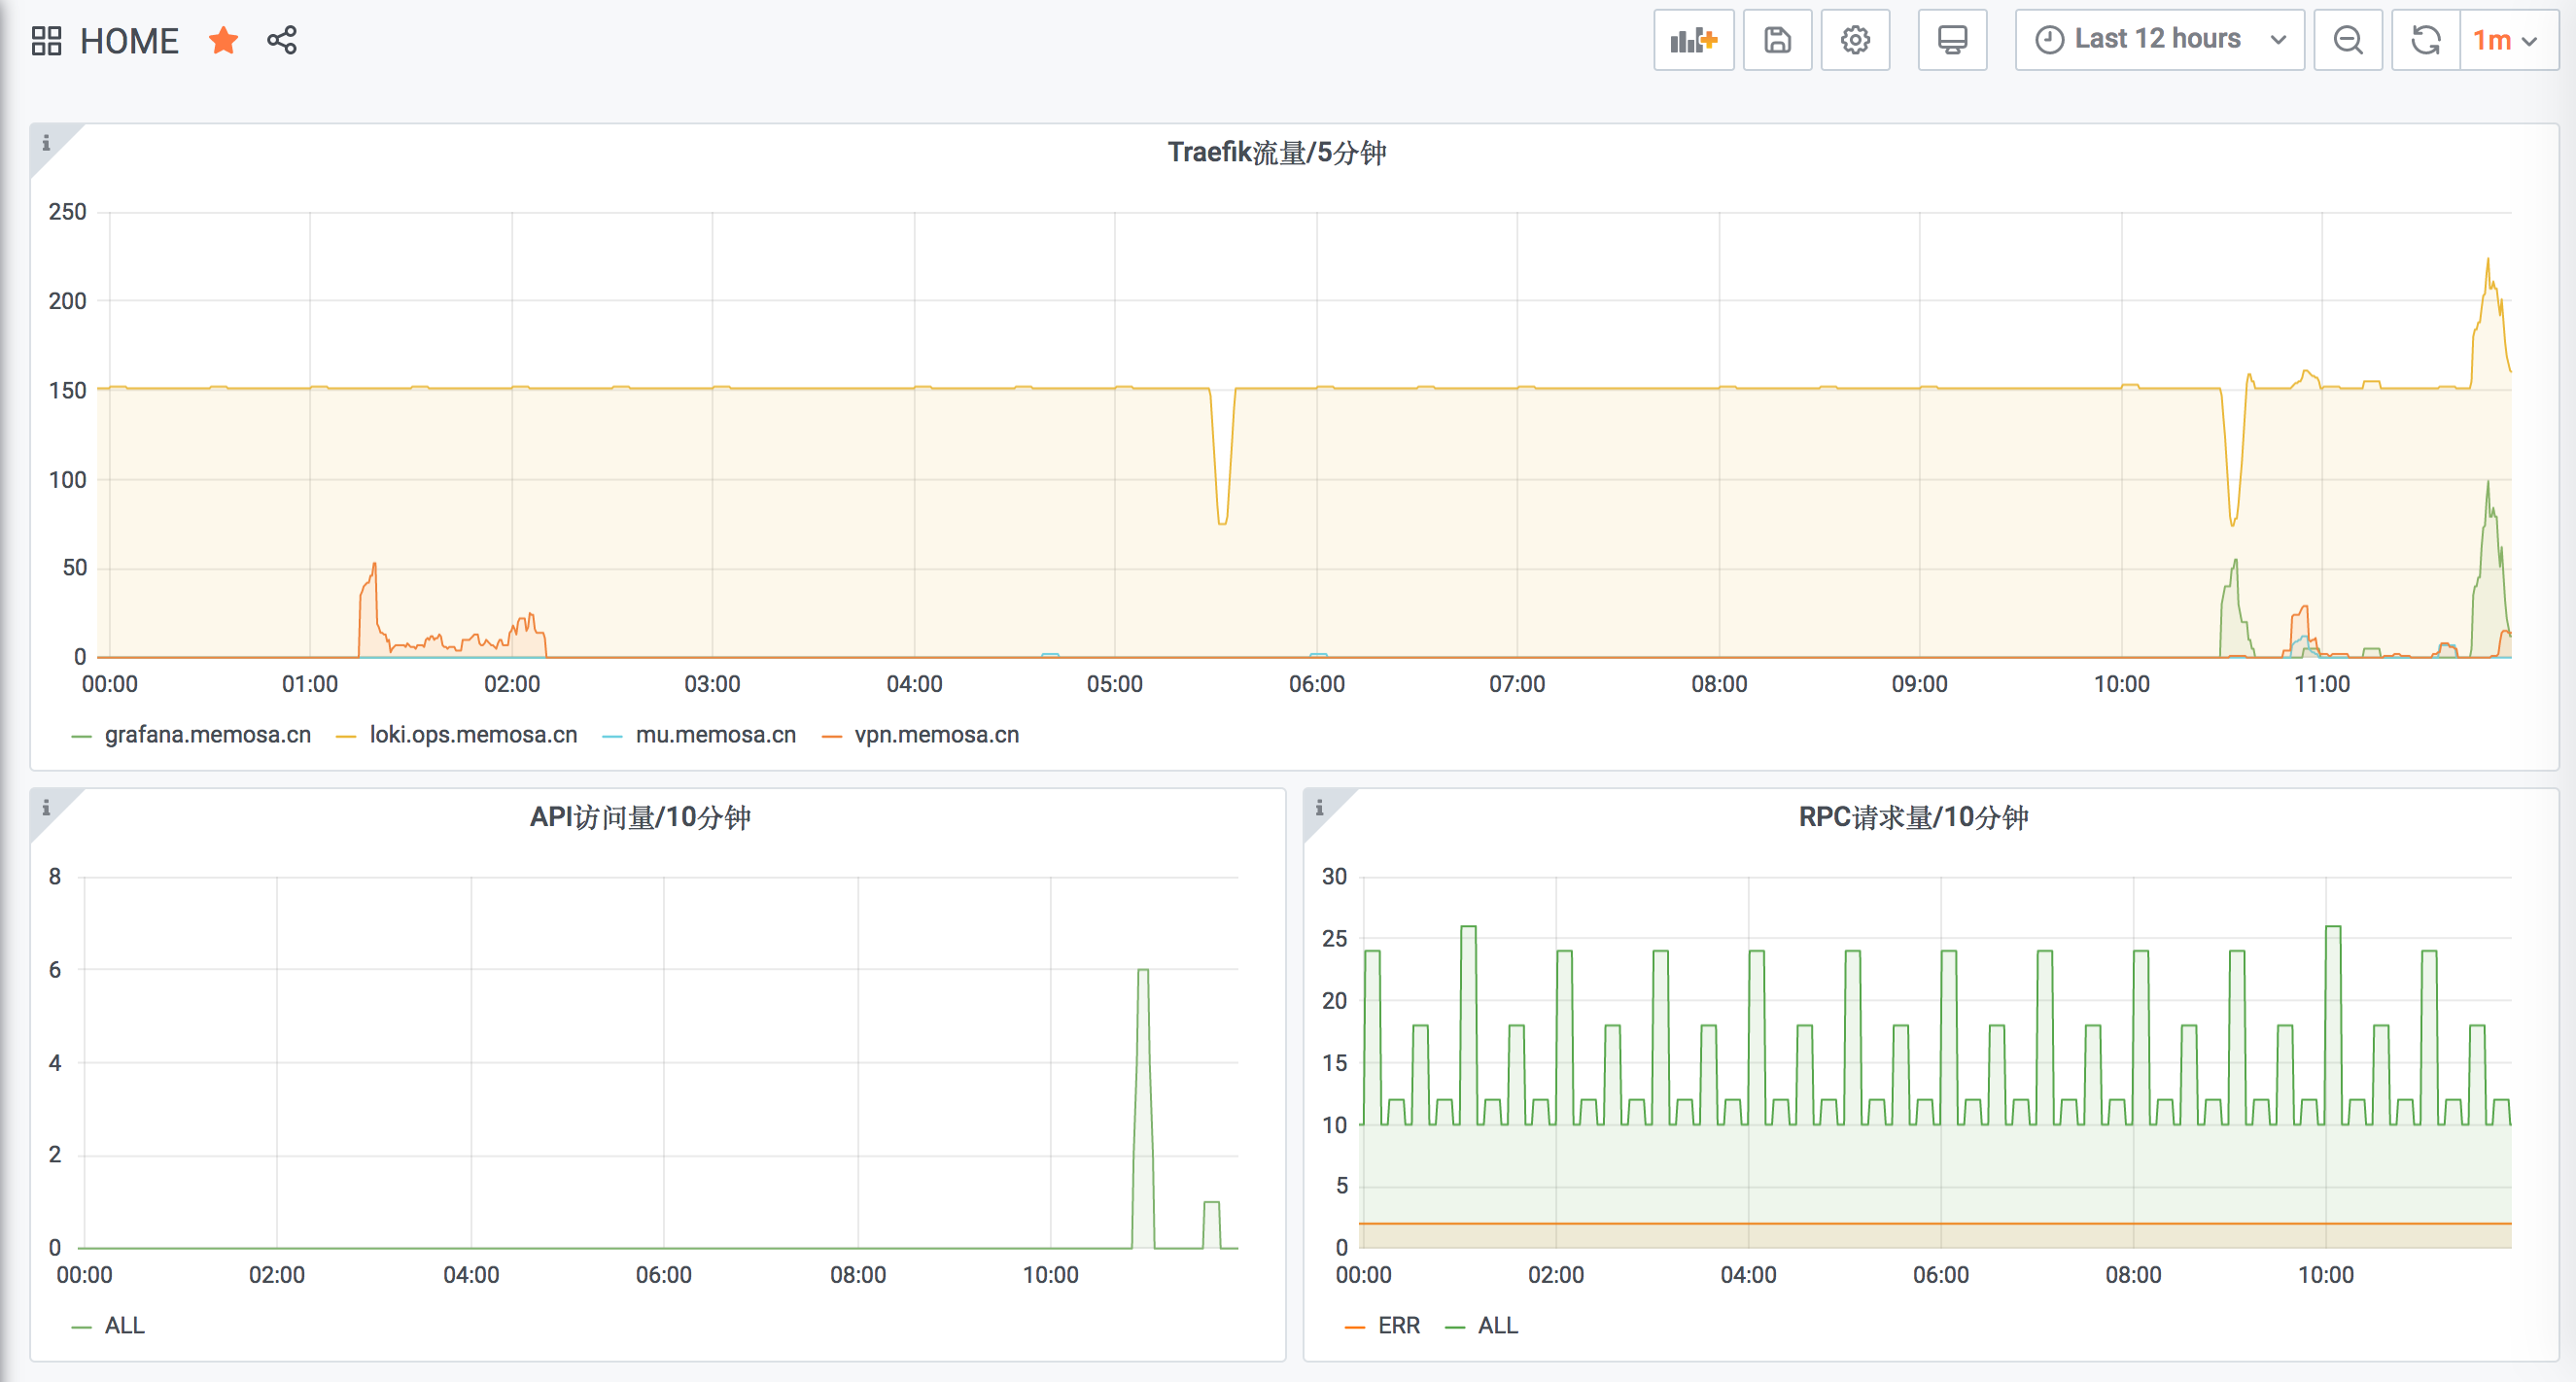 HOME
Last 12 hours
1m
Traefik流量/5分钟
250
200
150
100
50
0
00:00 01:00 02:00 03:00 04:00 05:00 06:00 07:00 08:00 09:00 10:00 11:00
grafana.memosa.cn loki.ops.memosa.cn mu.memosa.cn vpn.memosa.cn
API访问量/10分钟
8
6
4
2
0
00:00 02:00 04:00 06:00 08:00 10:00
ALL
RPC请求量/10分钟
30
25
20
15
10
5
0
00:00 02:00 04:00 06:00 08:00 10:00
ERR ALL